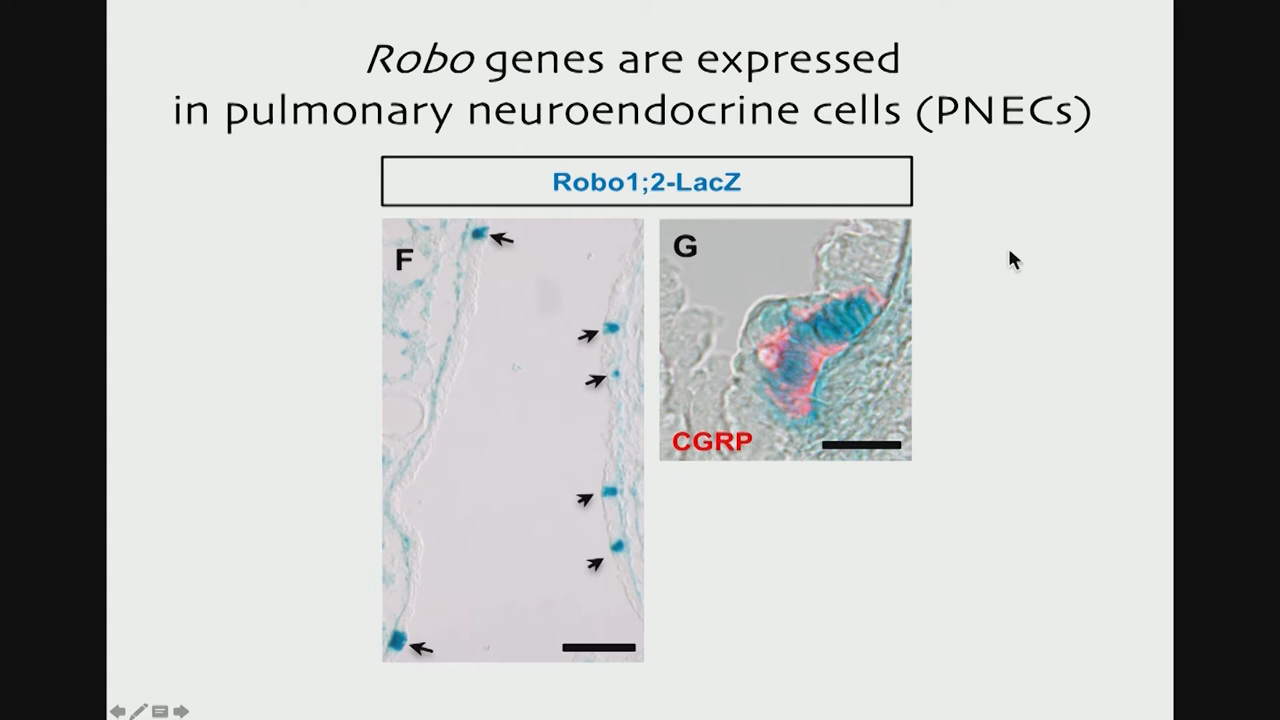 Robo genes are expressed
in pulmonary neuroendocrine cells (PNECs)
Robo1;2-LacZ
F
G
CGRP